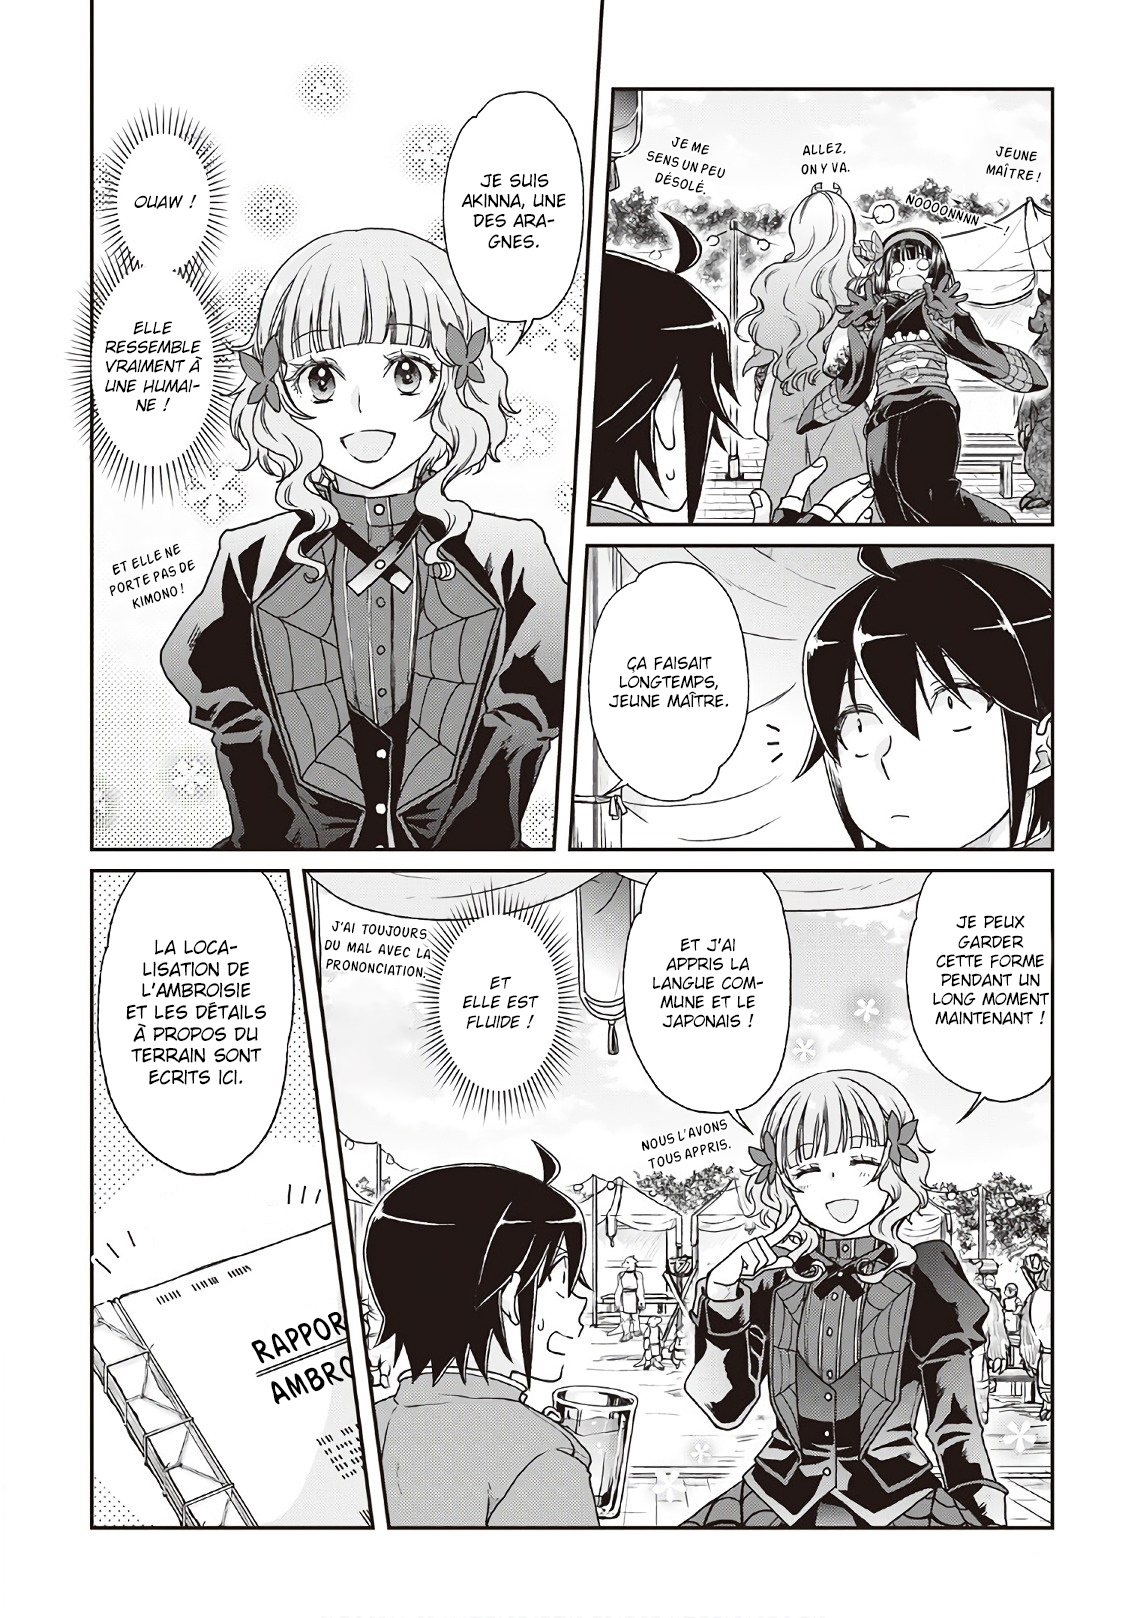 JEUNE
MAÎTRE !
NOOOONNNN
!
ALLEZ,
ON Y VA.
JE ME
SENS UN PEU
DÉSOLÉ.
ÇA FAISAIT
LONGTEMPS,
JEUNE MAÎTRE.
JE SUIS
AKINNA, UNE
DES ARA-
GNES.
OUAW !
ELLE
RESSEMBLE
VRAIMENT À
UNE HUMAI-
NE !
ET ELLE NE
PORTE PAS DE
KIMONO !
JE PEUX
GARDER
CETTE FORME
PENDANT UN
LONG MOMENT
MAINTENANT !
ET J'AI
APPRIS LA
LANGUE COM-
MUNE ET LE
JAPONAIS !
NOUS L'AVONS
TOUS APPRIS.
ET
ELLE EST
FLUIDE !
J'AI TOUJOURS
DU MAL AVEC LA
PRONONCIATION.
LA LOCA-
LISATION DE
L'AMBROISIE
ET LES DÉTAILS
À PROPOS DU
TERRAIN SONT
ECRITS ICI.
RAPPOR
AMBRO